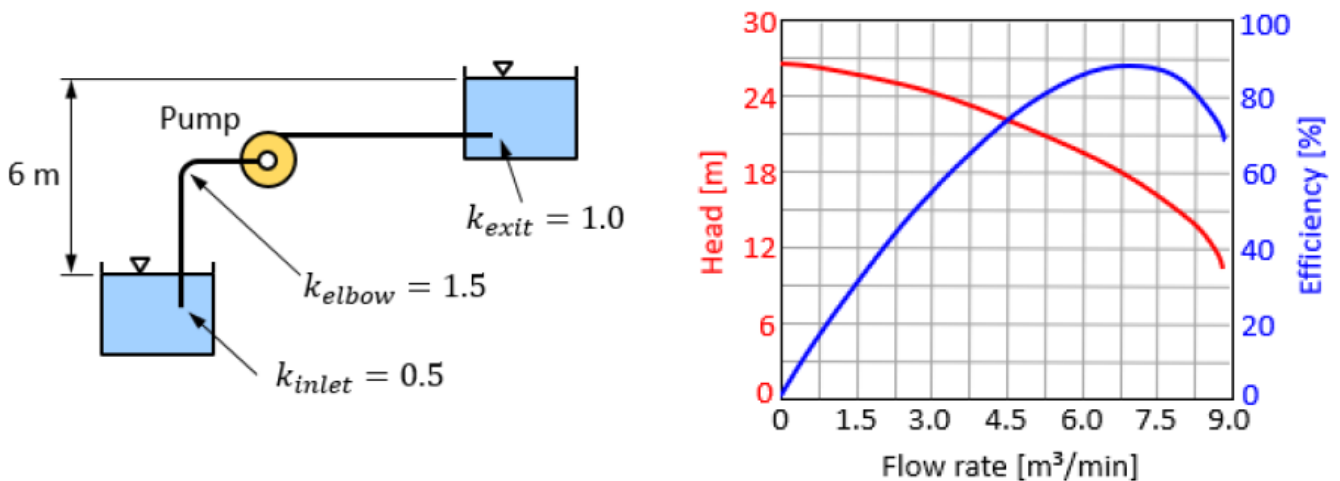 Pump
6 m
k_exit = 1.0
k_elbow = 1.5
k_inlet = 0.5
Head [m]
30
24
18
12
6
0
0 1.5 3.0 4.5 6.0 7.5 9.0
Flow rate [m³/min]
100
80
60
40
20
0
Efficiency [%]